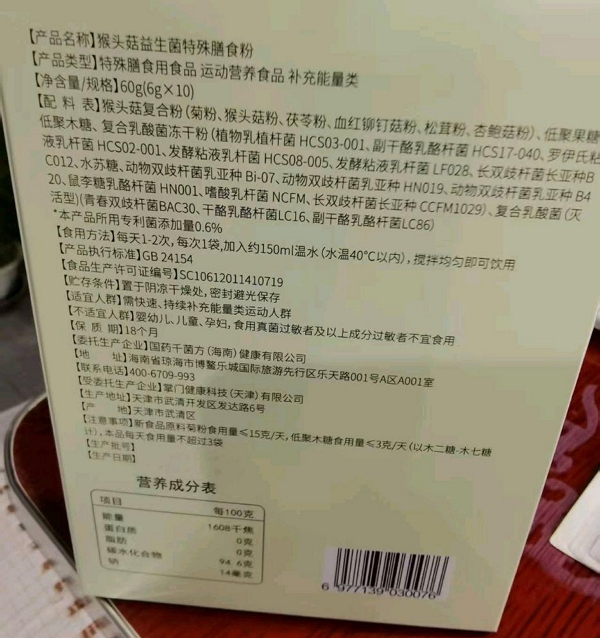 【产品名称】猴头菇益生菌特殊膳食粉
【产品类型】特殊膳食用食品 运动营养食品 补充能量类
【净含量/规格】60g(6g×10)
【配 料 表】猴头菇复合粉（菊粉、猴头菇粉、茯苓粉、血红铆钉菇粉、松茸粉、杏鲍菇粉）、低聚果糖、
低聚木糖、复合乳酸菌冻干粉(植物乳植杆菌 HCS03-001、副干酪乳酪杆菌 HCS17-040、罗伊氏粘
液乳杆菌 HCS02-001、发酵粘液乳杆菌 HCS08-005、发酵粘液乳杆菌 LF028、长双歧杆菌长亚种B
C012、水苏糖、动物双歧杆菌乳亚种 Bi-07、动物双歧杆菌乳亚种 HN019、动物双歧杆菌乳亚种 B4
20、鼠李糖乳酪杆菌 HN001、嗜酸乳杆菌 NCFM、长双歧杆菌长亚种 CCFM1029)、复合乳酸菌（灭
活型)(青春双歧杆菌BAC30、干酪乳酪杆菌LC16、副干酪乳酪杆菌LC86）
*本产品所用专利菌添加量0.6%
【食用方法】每天1-2次，每次1袋，加入约150ml温水（水温40℃以内），搅拌均匀即可饮用
【产品执行标准】GB 24154
【食品生产许可证编号】SC10612011410719
【贮存条件】置于阴凉干燥处，密封避光保存
【适宜人群】需快速、持续补充能量类运动人群
【不适宜人群】婴幼儿、儿童、孕妇，食用真菌过敏者及以上成分过敏者不宜食用
【保 质 期】18个月
【委托生产企业】国药千菌方（海南）健康有限公司
【地 址】海南省琼海市博鳌乐城国际旅游先行区乐天路001号A区A001室
【联系电话】400-6709-993
【受委托生产企业】掌门健康科技（天津）有限公司
【生产地址】天津市武清开发区发达路6号
【产 地】天津市武清区
【注意事项】新食品原料菊粉食用量≤15克/天，低聚木糖食用量≤3克/天（以木二糖-木七糖
计），本品每天食用量不超过3袋
【生产批号】
【生产日期】
营养成分表
项目 每100克
能量 1608千焦
蛋白质 0克
脂肪 0克
碳水化合物 94.6克
钠 14毫克
6 977139 030076